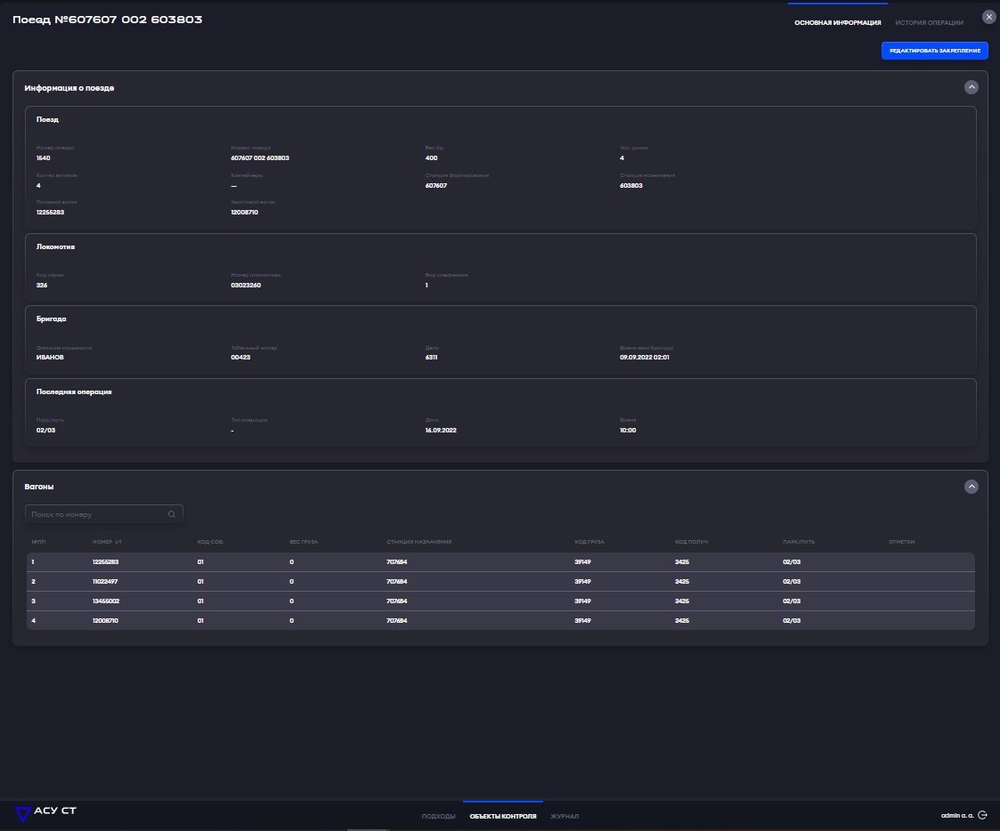 Поезд №607607 002 603803
ОСНОВНАЯ ИНФОРМАЦИЯ ИСТОРИЯ ОПЕРАЦИИ
РЕДАКТИРОВАТЬ ЗАКРЕПЛЕНИЕ
Информация о поезде
Поезд
Номер поезда Индекс поезда Вес бр. Усл. длина
1540 607607 002 603803 400 4
Кол-во вагонов Контейнеры Станция формирования Станция назначения
4 — 607607 603803
Головной вагон Хвостовой вагон
12255283 12008710
Локомотив
Код серии Номер локомотива Вид следования
326 03023260 1
Бригада
Фамилия машиниста Табельный номер Депо Время явки бригады
ИВАНОВ 00423 6311 09.09.2022 02:01
Последняя операция
Парк/путь Тип операции Дата Время
02/03 - 16.09.2022 10:00
Вагоны
Поиск по номеру
№ПП НОМЕР КОД СОБ. ВЕС ГРУЗА СТАНЦИЯ НАЗНАЧЕНИЯ КОД ГРУЗА КОД ПОЛУЧ ПАРК/ПУТЬ ОТМЕТКИ
1 12255283 01 0 707684 39149 2425 02/03
2 11022497 01 0 707684 39149 2425 02/03
3 13455002 01 0 707684 39149 2425 02/03
4 12008710 01 0 707684 39149 2425 02/03
АСУ СТ
ПОДХОДЫ ОБЪЕКТЫ КОНТРОЛЯ ЖУРНАЛ
admin a. a.